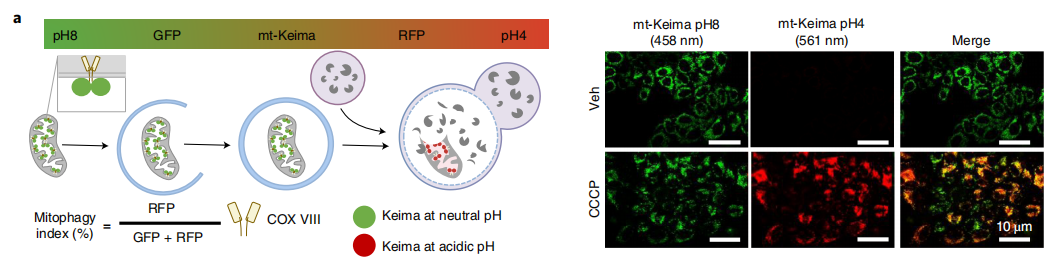 a
pH8 GFP mt-Keima RFP pH4
Mitophagy
index (%)
=
RFP
GFP + RFP
COX VIII
Keima at neutral pH
Keima at acidic pH
mt-Keima pH8
(458 nm)
mt-Keima pH4
(561 nm)
Merge
Veh
CCCP
10 μm